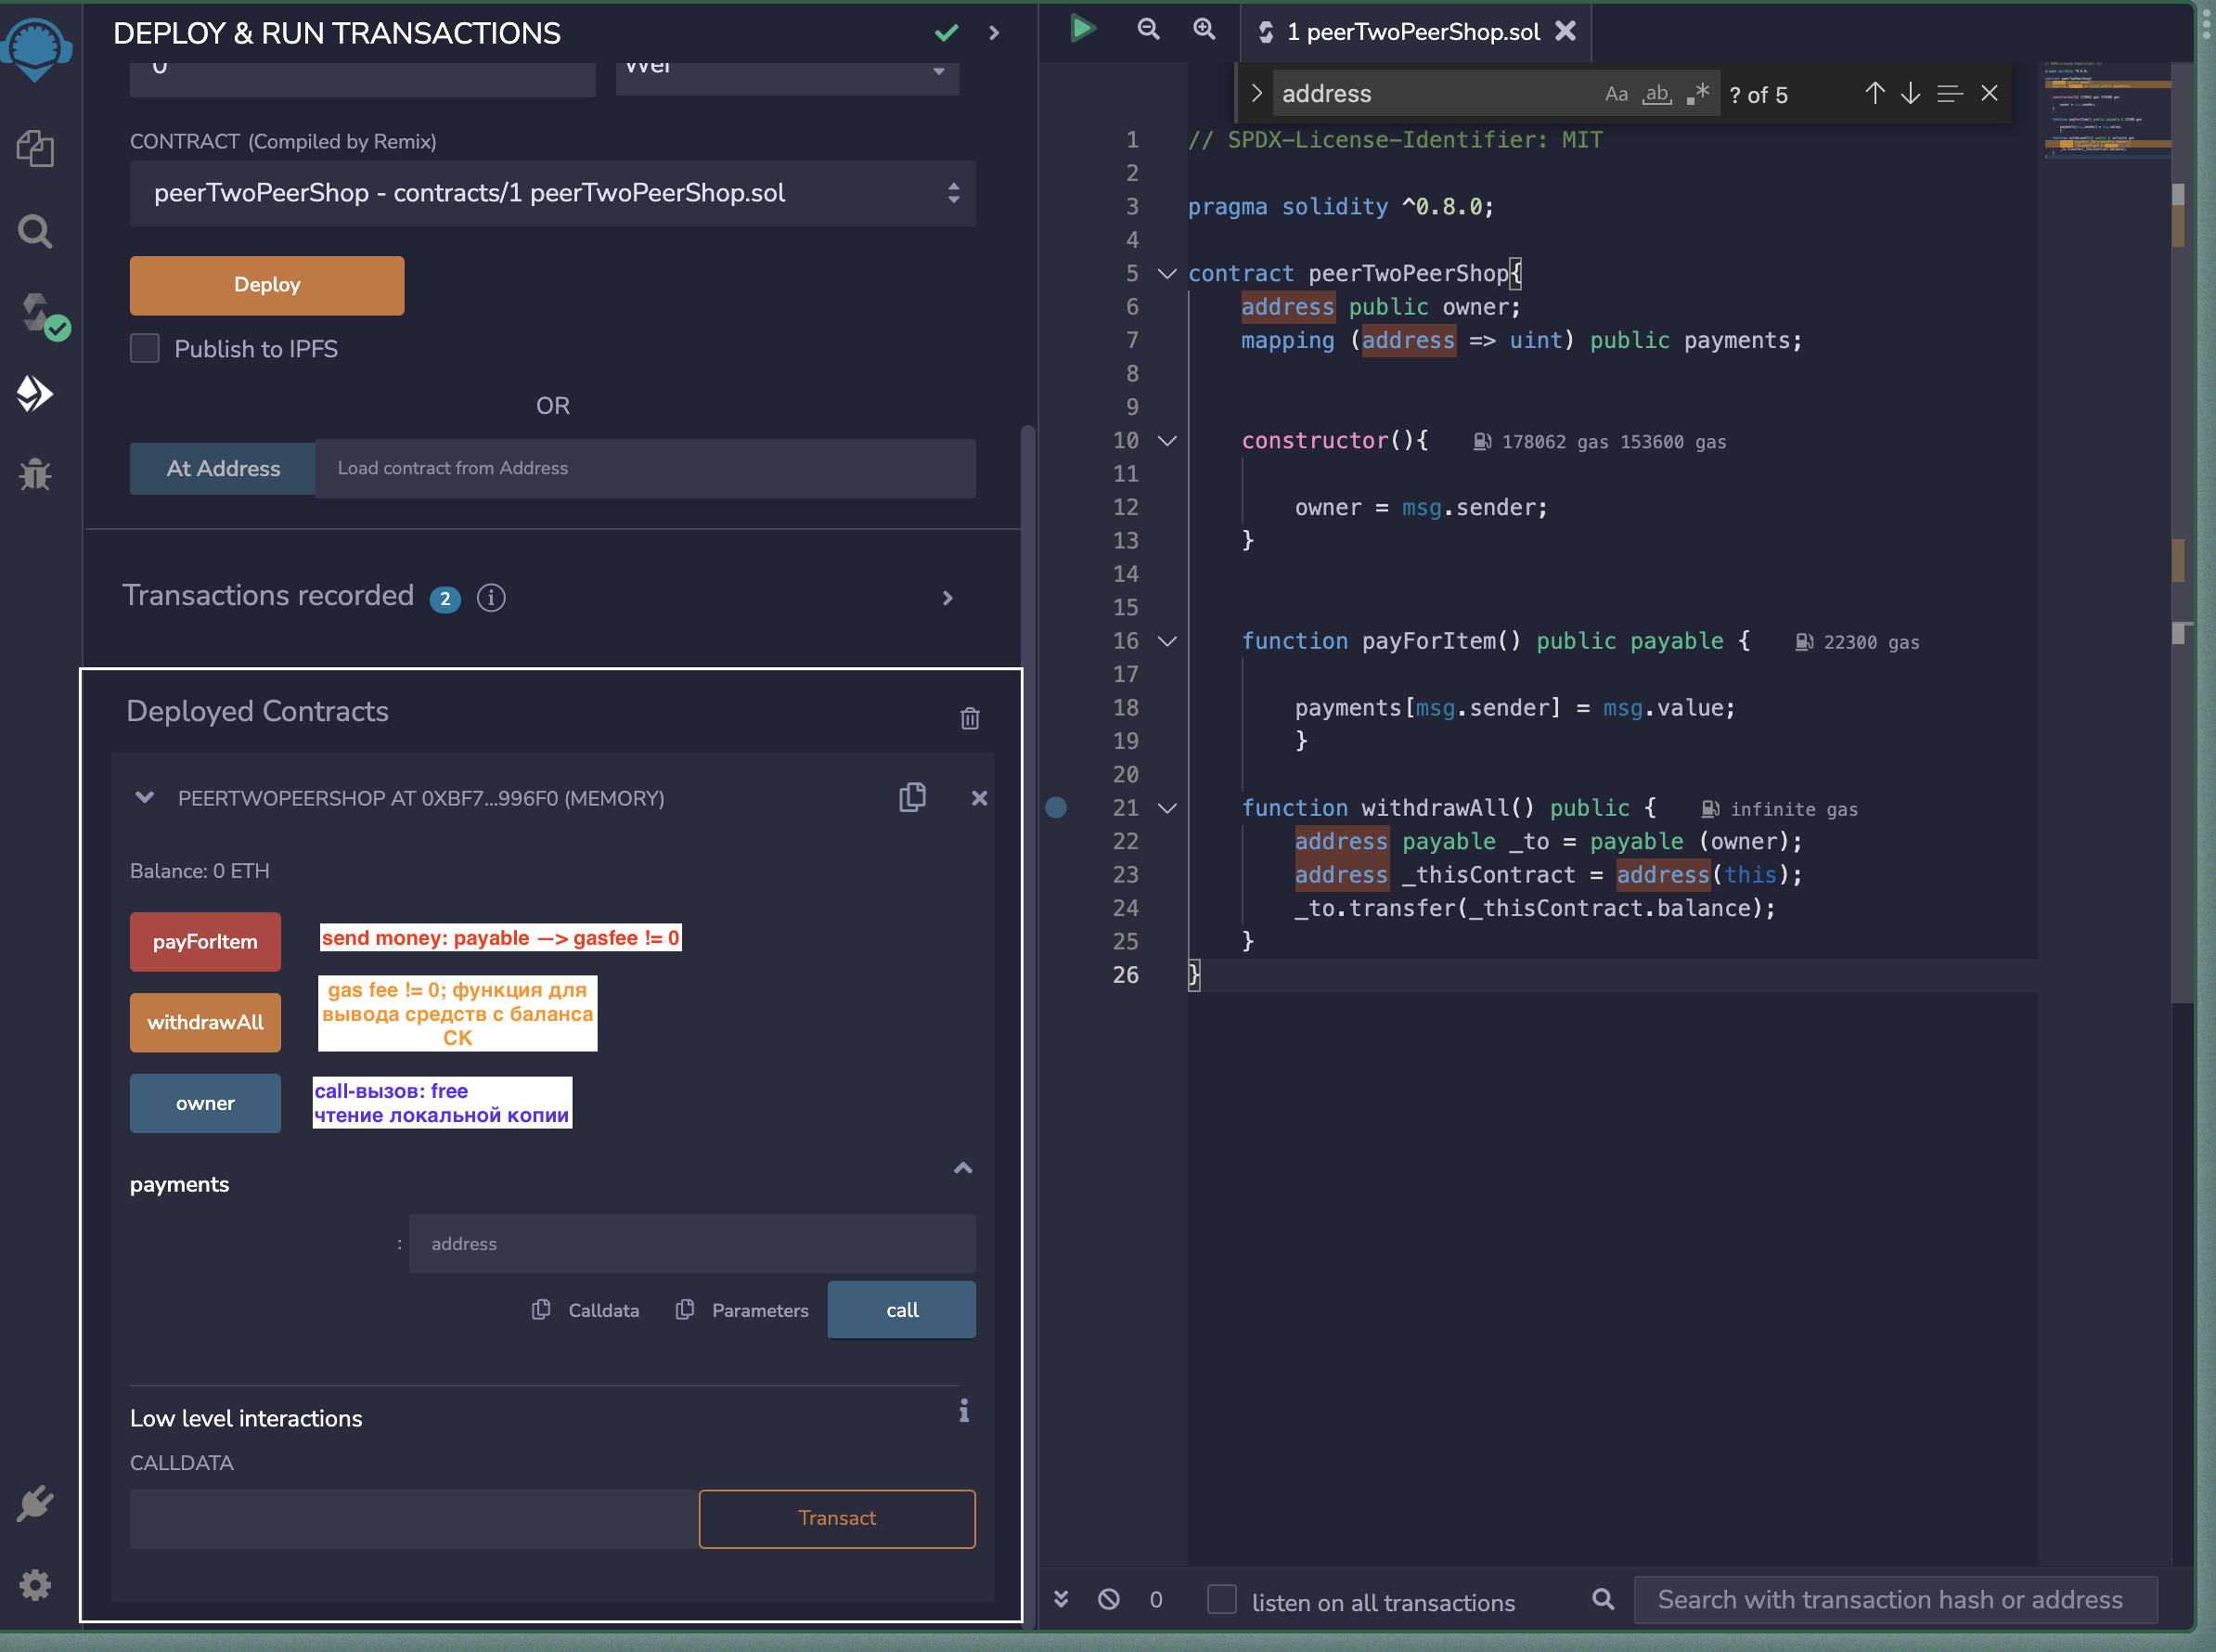 DEPLOY & RUN TRANSACTIONS
0
Wei
CONTRACT (Compiled by Remix)
peerTwoPeerShop - contracts/1 peerTwoPeerShop.sol
Deploy
Publish to IPFS
OR
At Address
Load contract from Address
Transactions recorded 2 i
Deployed Contracts
PEERTWOPEERSHOP AT 0XBF7...996F0 (MEMORY)
Balance: 0 ETH
payForItem
send money: payable —> gasfee != 0
withdrawAll
gas fee != 0; функция для
вывода средств с баланса
СК
owner
call-вызов: free
чтение локальной копии
payments
: address
Calldata
Parameters
call
Low level interactions
i
CALLDATA
Transact
1 peerTwoPeerShop.sol
address
Aa
ab
.*
? of 5
1 // SPDX-License-Identifier: MIT
2
3 pragma solidity ^0.8.0;
4
5 contract peerTwoPeerShop{
6 address public owner;
7 mapping (address => uint) public payments;
8
9
10 constructor(){ 178062 gas 153600 gas
11
12 owner = msg.sender;
13 }
14
15
16 function payForItem() public payable { 22300 gas
17
18 payments[msg.sender] = msg.value;
19 }
20
21 function withdrawAll() public { infinite gas
22 address payable _to = payable (owner);
23 address _thisContract = address(this);
24 _to.transfer(_thisContract.balance);
25 }
26 }
0
listen on all transactions
Search with transaction hash or address